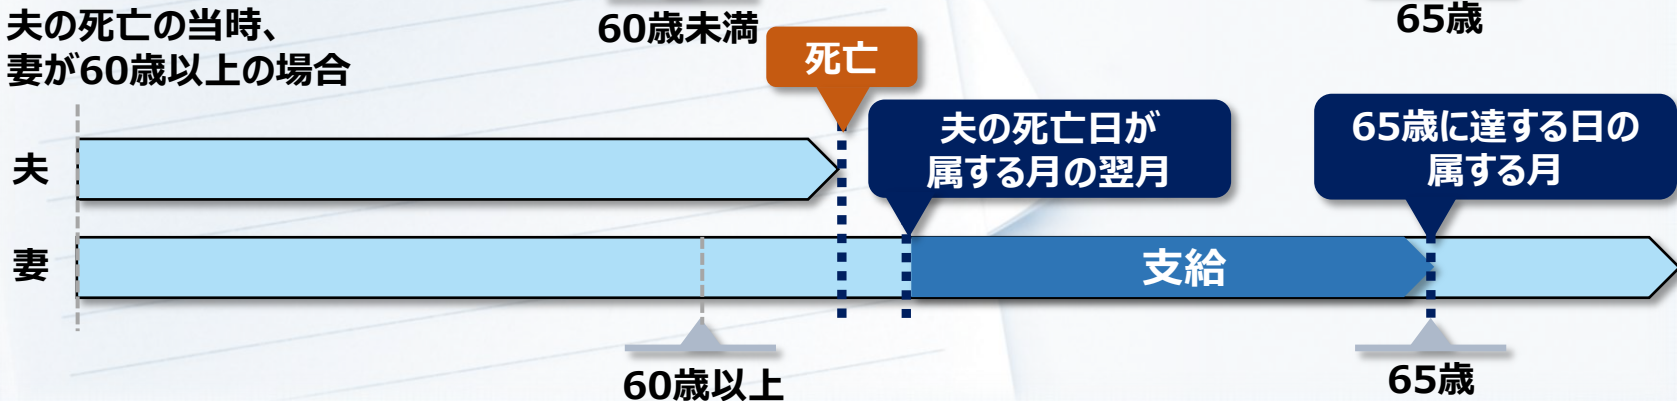 夫の死亡の当時、
妻が60歳以上の場合
60歳未満
65歳
死亡
夫の死亡日が
属する月の翌月
65歳に達する日の
属する月
夫
妻
支給
60歳以上
65歳